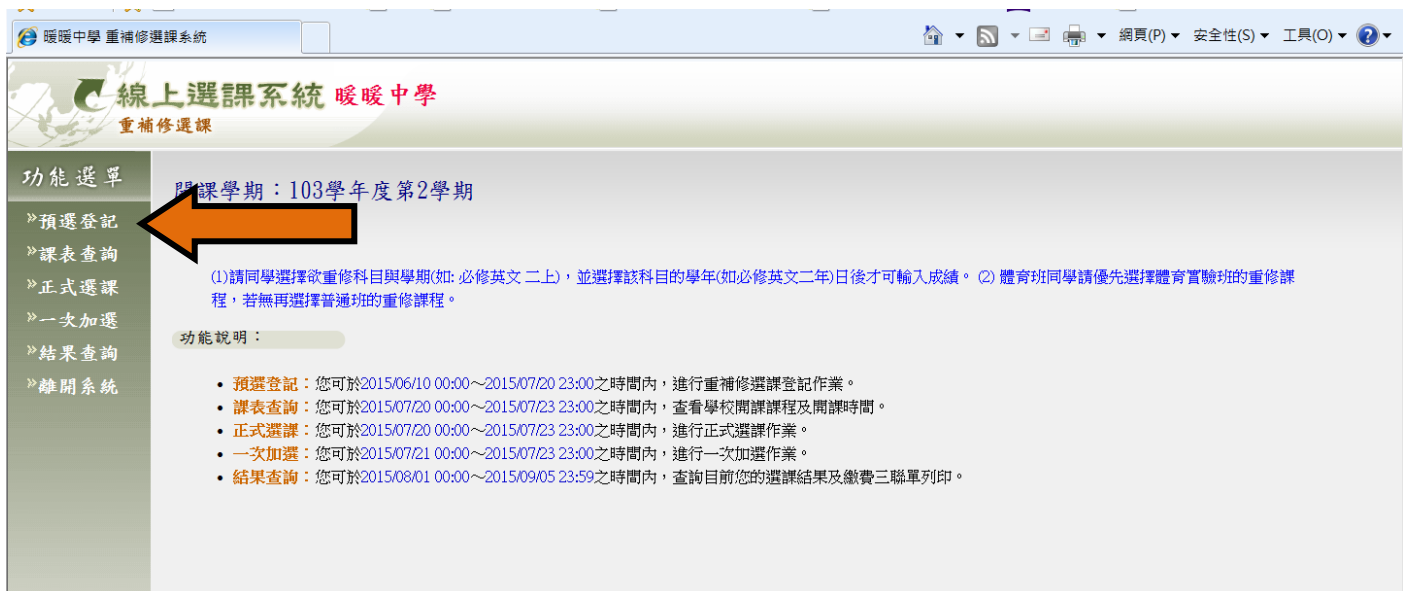 暖暖中學 重補修選課系統
網頁(P) 安全性(S) 工具(O)
線上選課系統 暖暖中學
重補修選課
功能選單
開課學期：103學年度第2學期
»預選登記
»課表查詢
»正式選課
»一次加選
»結果查詢
»離開系統
(1)請同學選擇欲重修科目與學期(如: 必修英文 二上)，並選擇該科目的學年(如必修英文二年)日後才可輸入成績。 (2) 體育班同學請優先選擇體育實驗班的重修課
程，若無再選擇普通班的重修課程。
功能說明：
• 預選登記：您可於2015/06/10 00:00～2015/07/20 23:00之時間內，進行重補修選課登記作業。
• 課表查詢：您可於2015/07/20 00:00～2015/07/23 23:00之時間內，查看學校開課課程及開課時間。
• 正式選課：您可於2015/07/20 00:00～2015/07/23 23:00之時間內，進行正式選課作業。
• 一次加選：您可於2015/07/21 00:00～2015/07/23 23:00之時間內，進行一次加選作業。
• 結果查詢：您可於2015/08/01 00:00～2015/09/05 23:59之時間內，查詢目前您的選課結果及繳費三聯單列印。